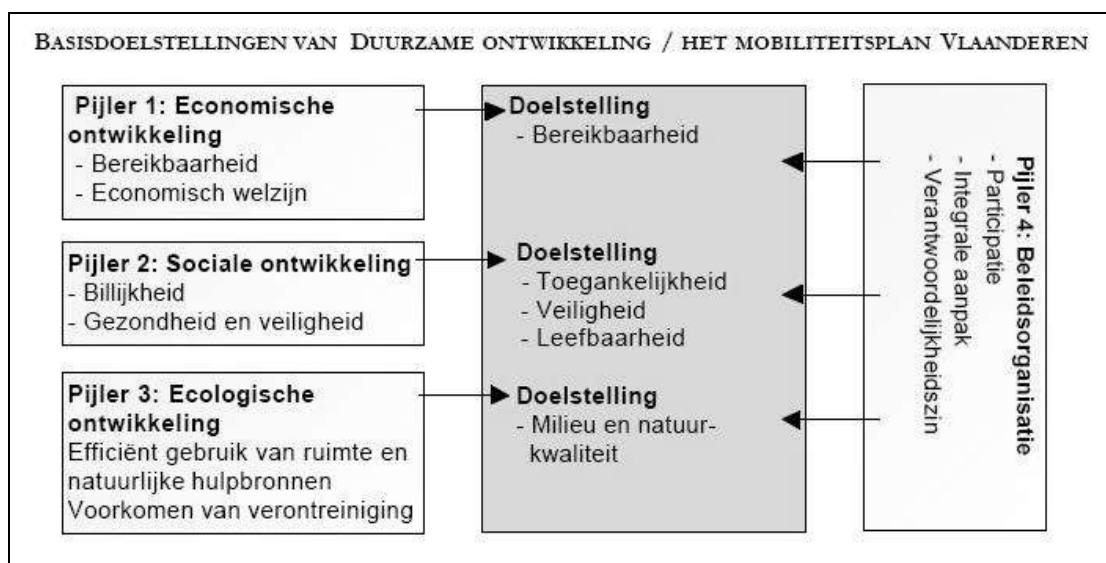 BASISDOELSTELLINGEN VAN DUURZAME ONTWIKKELING / HET MOBILITEITSPLAN VLAANDEREN
Pijler 1: Economische
ontwikkeling
- Bereikbaarheid
- Economisch welzijn
Doelstelling
- Bereikbaarheid
Pijler 2: Sociale ontwikkeling
- Billijkheid
- Gezondheid en veiligheid
Doelstelling
- Toegankelijkheid
- Veiligheid
- Leefbaarheid
Pijler 3: Ecologische
ontwikkeling
Efficiënt gebruik van ruimte en
natuurlijke hulpbronnen
Voorkomen van verontreiniging
Doelstelling
- Milieu en natuur-
kwaliteit
Pijler 4: Beleidsorganisatie
- Participatie
- Integrale aanpak
- Verantwoordelijkheidszin